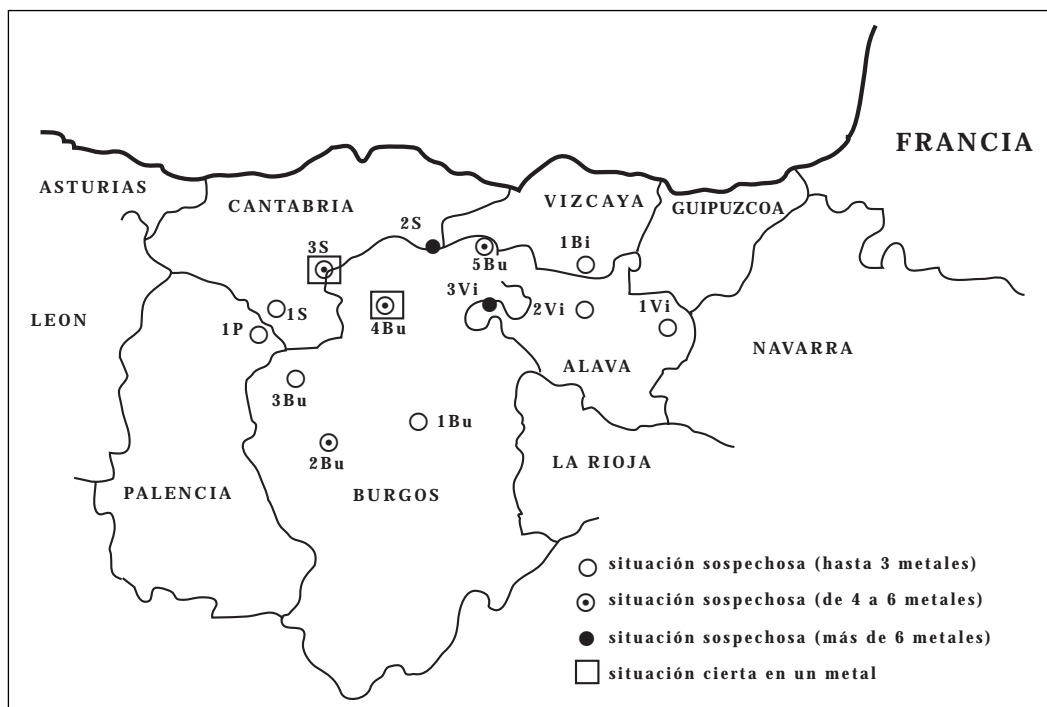 FRANCIA
ASTURIAS
CANTABRIA
VIZCAYA
GUIPUZCOA
2S
3S
1Bi
5Bu
3Vi
LEON
1S
4Bu
2Vi
1Vi
1P
NAVARRA
ALAVA
3Bu
1Bu
2Bu
LA RIOJA
PALENCIA
BURGOS
situación sospechosa (hasta 3 metales)
situación sospechosa (de 4 a 6 metales)
situación sospechosa (más de 6 metales)
situación cierta en un metal